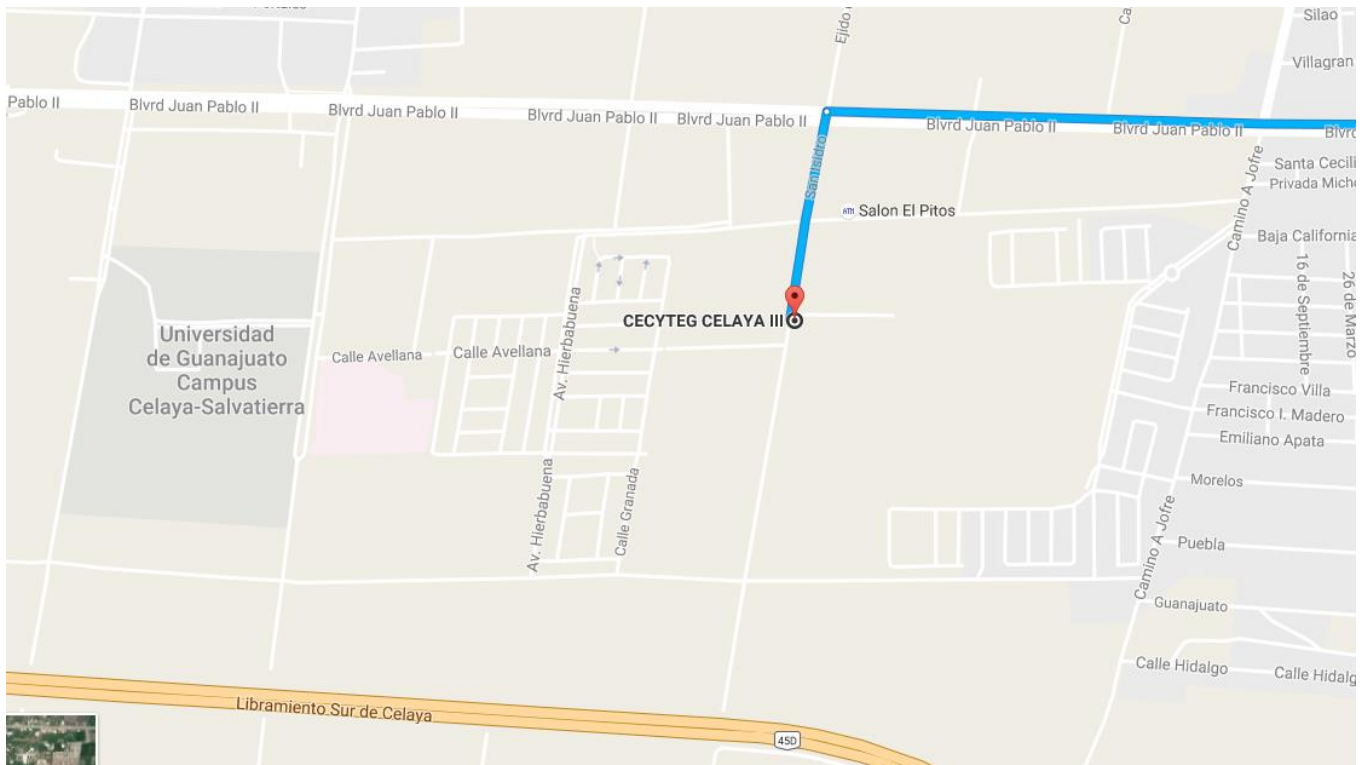 Silao
Villagran
Ejido
Pablo II
Blvrd Juan Pablo II
Blvrd Juan Pablo II
Blvrd Juan Pablo II
Blvrd Juan Pablo II
Blvrd Juan Pablo II
Blvrd Juan Pablo II
Santa Cecili
Privada Micho
Camino A Jofre
Santisidro
Salon El Pitos
Baja California
16 de Septiembre
26 de Marzo
CECYTEG CELAYA III
Universidad
de Guanajuato
Campus
Celaya-Salvatierra
Calle Avellana
Calle Avellana
Av. Hierbabuena
Francisco Villa
Francisco I. Madero
Emiliano Apata
Morelos
Av. Hierbabuena
Calle Granada
Puebla
Camino A Jofre
Guanajuato
Calle Hidalgo
Calle Hidalg
Libramiento Sur de Celaya
45D